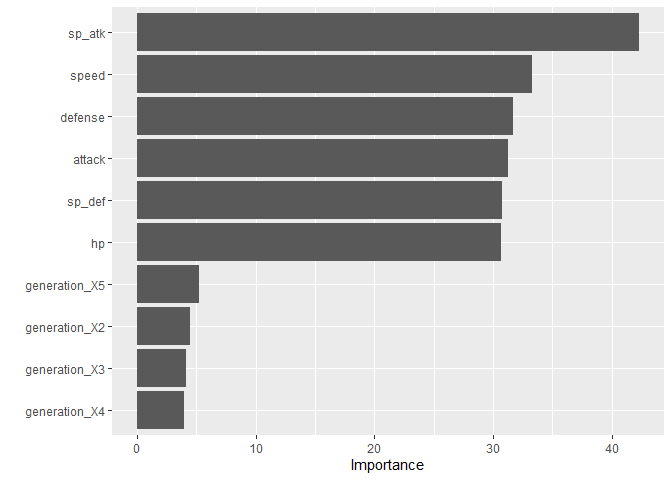 sp_atk
speed
defense
attack
sp_def
hp
generation_X5
generation_X2
generation_X3
generation_X4
0 10 20 30 40
Importance